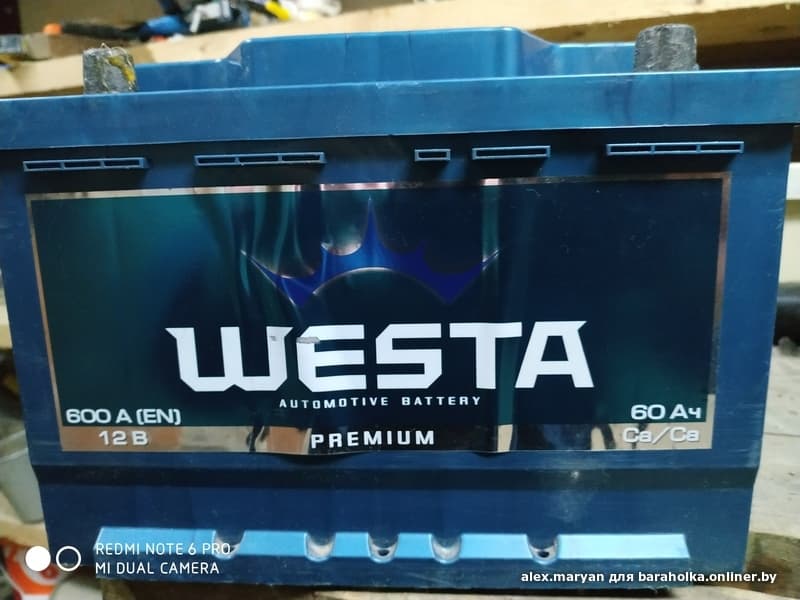 WESTA
AUTOMOTIVE BATTERY
600 A (EN)
60 Ач
12 В
PREMIUM
Ca/Ca
REDMI NOTE 6 PRO
MI DUAL CAMERA
alex.maryan для baraholka.onliner.by